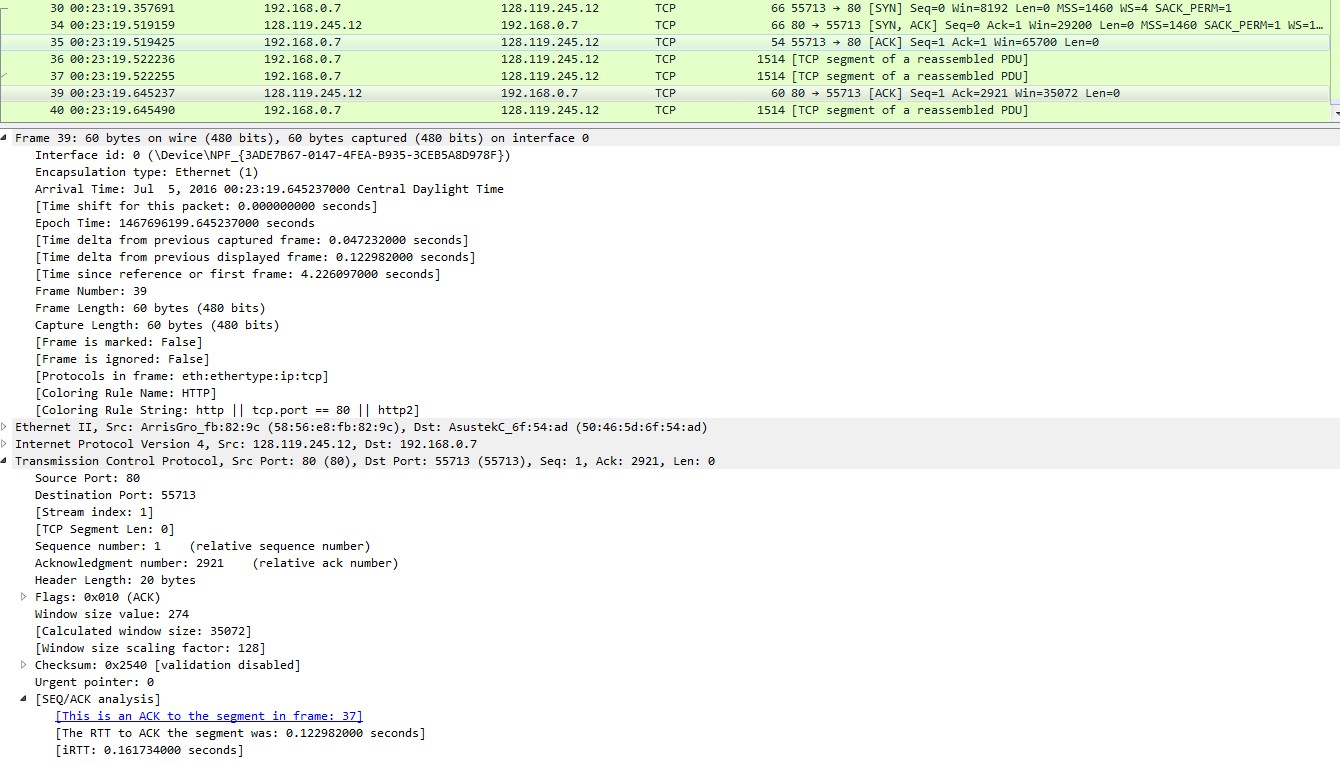 30 00:23:19.357691 192.168.0.7 128.119.245.12 TCP 66 55713 → 80 [SYN] Seq=0 Win=8192 Len=0 MSS=1460 WS=4 SACK_PERM=1
34 00:23:19.519159 128.119.245.12 192.168.0.7 TCP 66 80 → 55713 [SYN, ACK] Seq=0 Ack=1 Win=29200 Len=0 MSS=1460 SACK_PERM=1 WS=1…
35 00:23:19.519425 192.168.0.7 128.119.245.12 TCP 54 55713 → 80 [ACK] Seq=1 Ack=1 Win=65700 Len=0
36 00:23:19.522236 192.168.0.7 128.119.245.12 TCP 1514 [TCP segment of a reassembled PDU]
37 00:23:19.522255 192.168.0.7 128.119.245.12 TCP 1514 [TCP segment of a reassembled PDU]
39 00:23:19.645237 128.119.245.12 192.168.0.7 TCP 60 80 → 55713 [ACK] Seq=1 Ack=2921 Win=35072 Len=0
40 00:23:19.645490 192.168.0.7 128.119.245.12 TCP 1514 [TCP segment of a reassembled PDU]
Frame 39: 60 bytes on wire (480 bits), 60 bytes captured (480 bits) on interface 0
Interface id: 0 (\Device\NPF_{3ADE7B67-0147-4FEA-B935-3CEB5A8D978F})
Encapsulation type: Ethernet (1)
Arrival Time: Jul  5, 2016 00:23:19.645237000 Central Daylight Time
[Time shift for this packet: 0.000000000 seconds]
Epoch Time: 1467696199.645237000 seconds
[Time delta from previous captured frame: 0.047232000 seconds]
[Time delta from previous displayed frame: 0.122982000 seconds]
[Time since reference or first frame: 4.226097000 seconds]
Frame Number: 39
Frame Length: 60 bytes (480 bits)
Capture Length: 60 bytes (480 bits)
[Frame is marked: False]
[Frame is ignored: False]
[Protocols in frame: eth:ethertype:ip:tcp]
[Coloring Rule Name: HTTP]
[Coloring Rule String: http || tcp.port == 80 || http2]
Ethernet II, Src: ArrisGro_fb:82:9c (58:56:e8:fb:82:9c), Dst: AsustekC_6f:54:ad (50:46:5d:6f:54:ad)
Internet Protocol Version 4, Src: 128.119.245.12, Dst: 192.168.0.7
Transmission Control Protocol, Src Port: 80 (80), Dst Port: 55713 (55713), Seq: 1, Ack: 2921, Len: 0
Source Port: 80
Destination Port: 55713
[Stream index: 1]
[TCP Segment Len: 0]
Sequence number: 1    (relative sequence number)
Acknowledgment number: 2921    (relative ack number)
Header Length: 20 bytes
Flags: 0x010 (ACK)
Window size value: 274
[Calculated window size: 35072]
[Window size scaling factor: 128]
Checksum: 0x2540 [validation disabled]
Urgent pointer: 0
[SEQ/ACK analysis]
[This is an ACK to the segment in frame: 37]
[The RTT to ACK the segment was: 0.122982000 seconds]
[iRTT: 0.161734000 seconds]